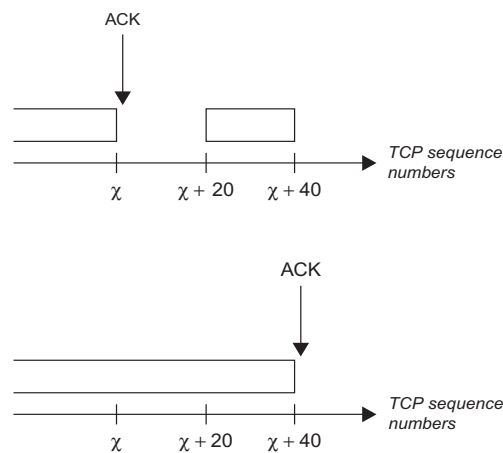 ACK
TCP sequence
numbers
χ χ + 20 χ + 40
ACK
TCP sequence
numbers
χ χ + 20 χ + 40